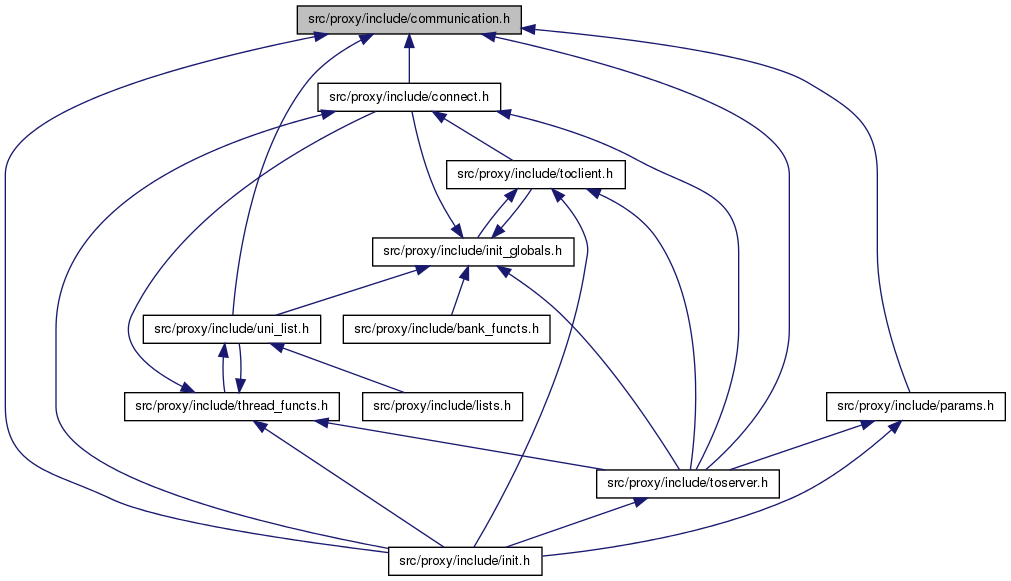 src/proxy/include/communication.h
src/proxy/include/connect.h
src/proxy/include/toclient.h
src/proxy/include/init_globals.h
src/proxy/include/uni_list.h
src/proxy/include/bank_functs.h
src/proxy/include/thread_functs.h
src/proxy/include/lists.h
src/proxy/include/params.h
src/proxy/include/toserver.h
src/proxy/include/init.h